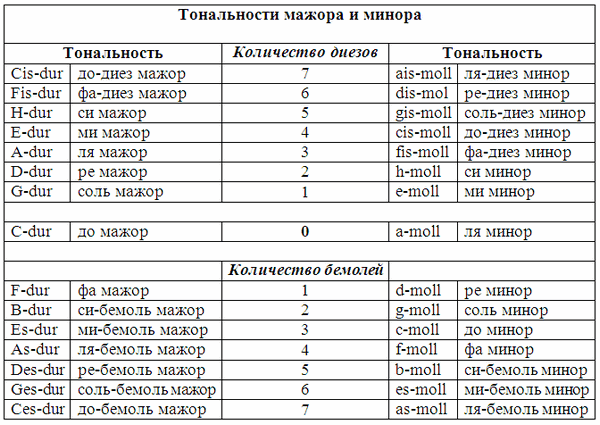 Тональности мажора и минора
Тональность Количество диезов Тональность
Cis-dur до-диез мажор 7 ais-moll ля-диез минор
Fis-dur фа-диез мажор 6 dis-mol ре-диез минор
H-dur си мажор 5 gis-moll соль-диез минор
E-dur ми мажор 4 cis-moll до-диез минор
A-dur ля мажор 3 fis-moll фа-диез минор
D-dur ре мажор 2 h-moll си минор
G-dur соль мажор 1 e-moll ми минор
C-dur до мажор 0 a-moll ля минор
Количество бемолей
F-dur фа мажор 1 d-moll ре минор
B-dur си-бемоль мажор 2 g-moll соль минор
Es-dur ми-бемоль мажор 3 c-moll до минор
As-dur ля-бемоль мажор 4 f-moll фа минор
Des-dur ре-бемоль мажор 5 b-moll си-бемоль минор
Ges-dur соль-бемоль мажор 6 es-moll ми-бемоль минор
Ces-dur до-бемоль мажор 7 as-moll ля-бемоль минор